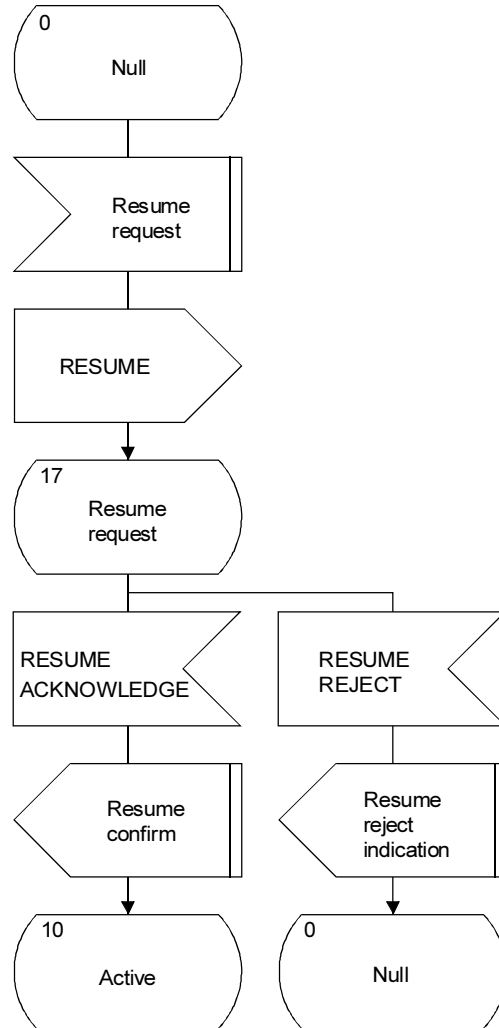 0
Null
Resume
request
RESUME
17
Resume
request
RESUME
ACKNOWLEDGE
RESUME
REJECT
Resume
confirm
Resume
reject
indication
10
Active
0
Null